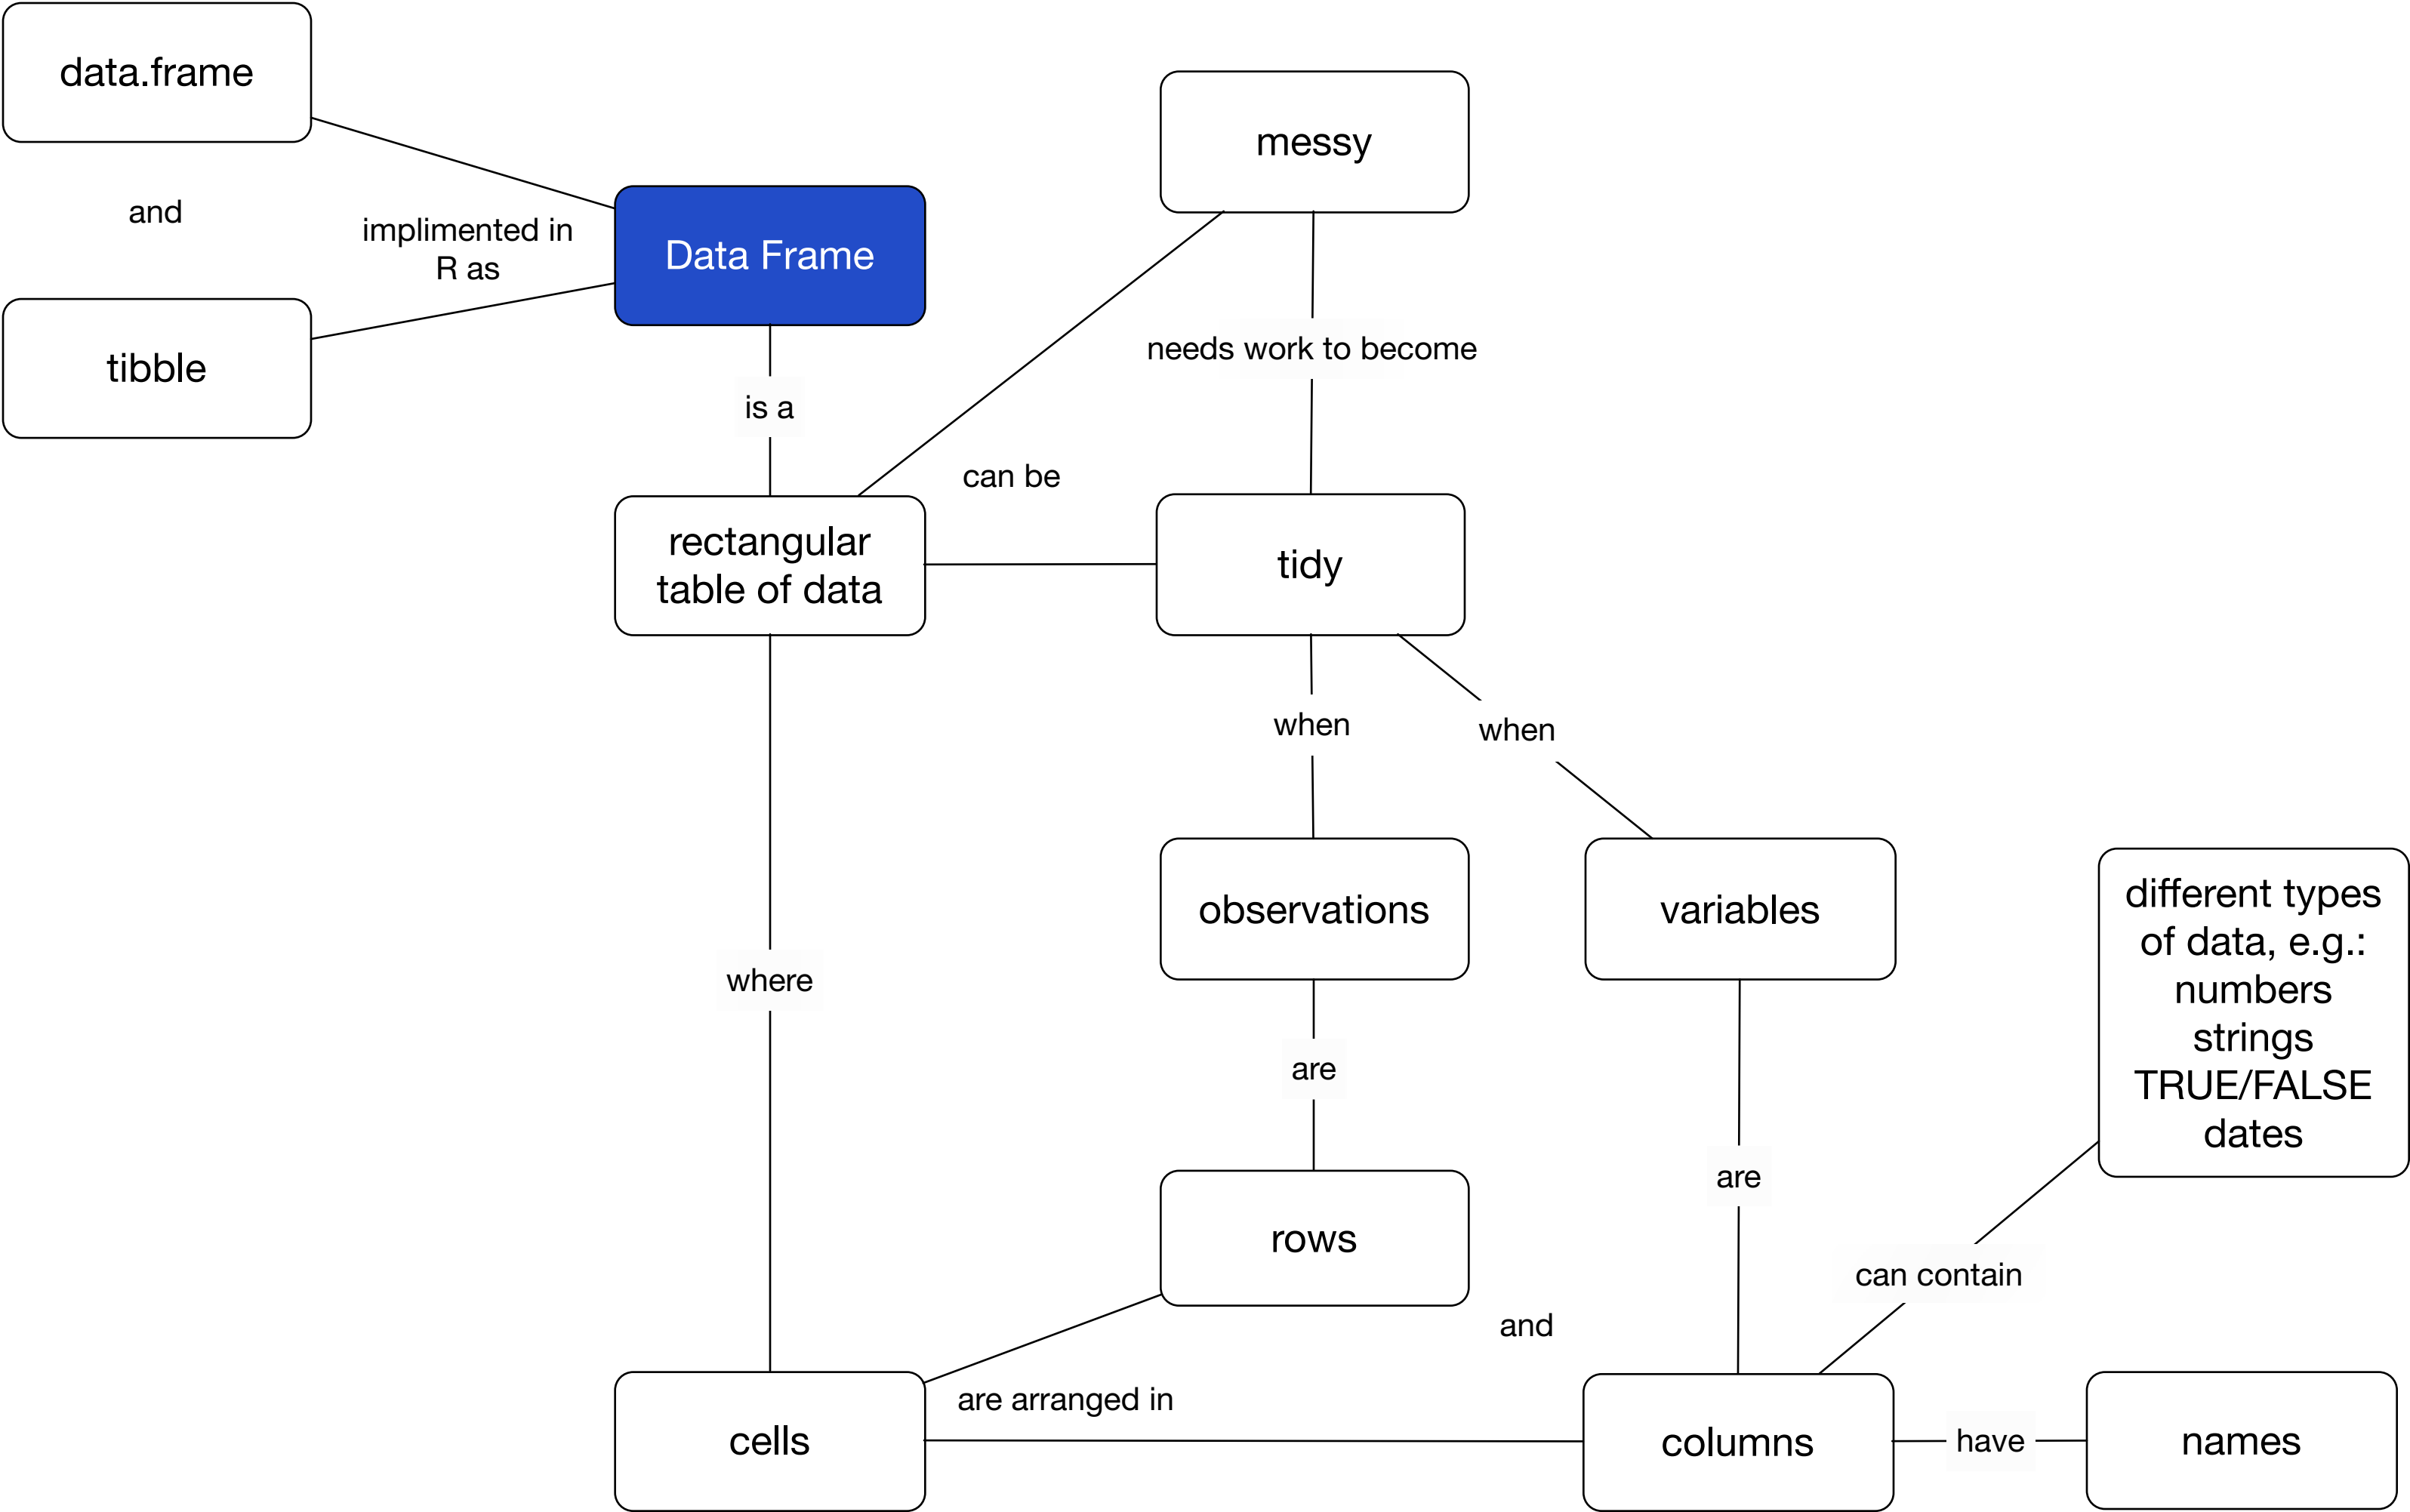 data.frame
and
tibble
implimented in
R as
Data Frame
is a
rectangular
table of data
can be
messy
needs work to become
tidy
when
when
observations
variables
are
are
rows
where
cells
are arranged in
and
columns
can contain
different types
of data, e.g.:
numbers
strings
TRUE/FALSE
dates
have
names